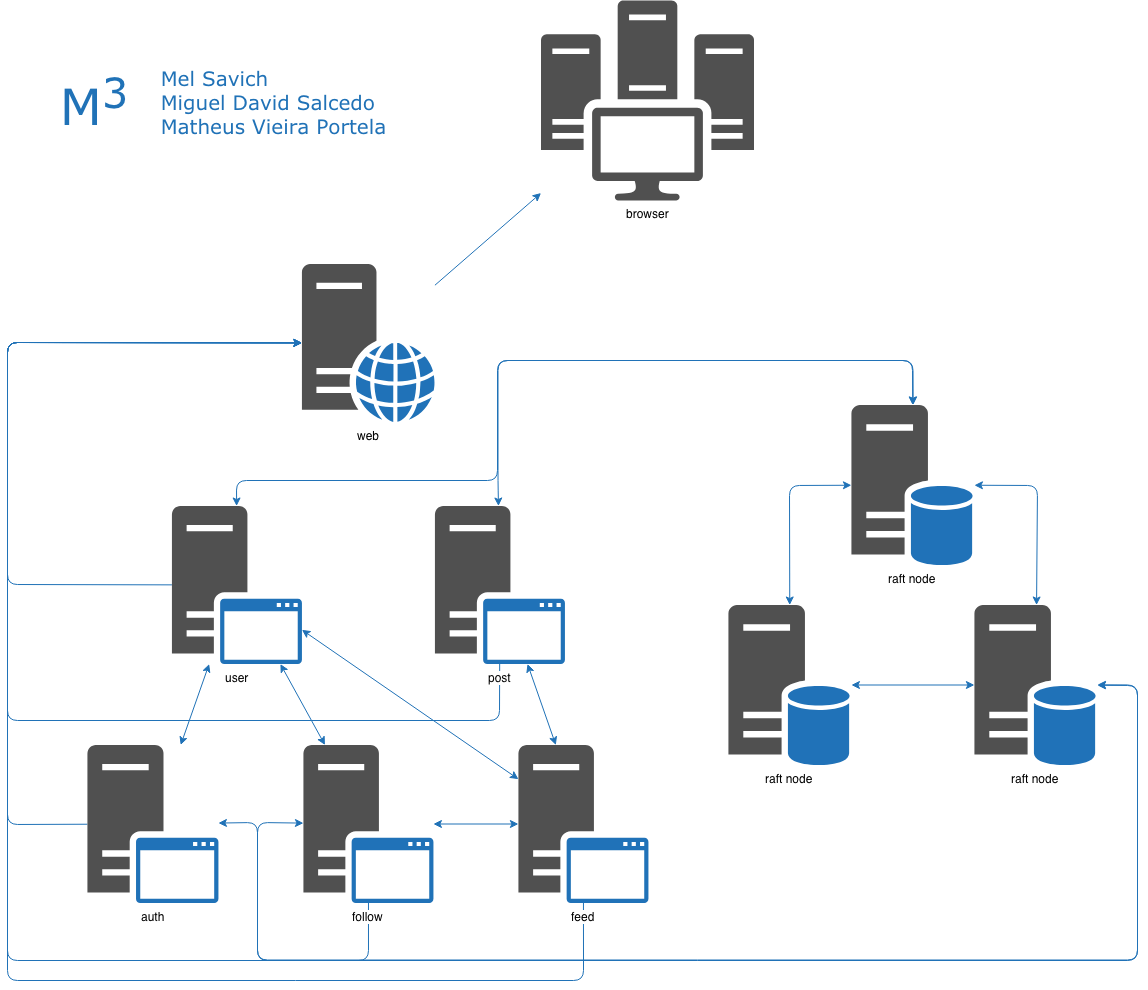 M³
Mel Savich
Miguel David Salcedo
Matheus Vieira Portela
browser
web
raft node
user
post
raft node
raft node
auth
follow
feed